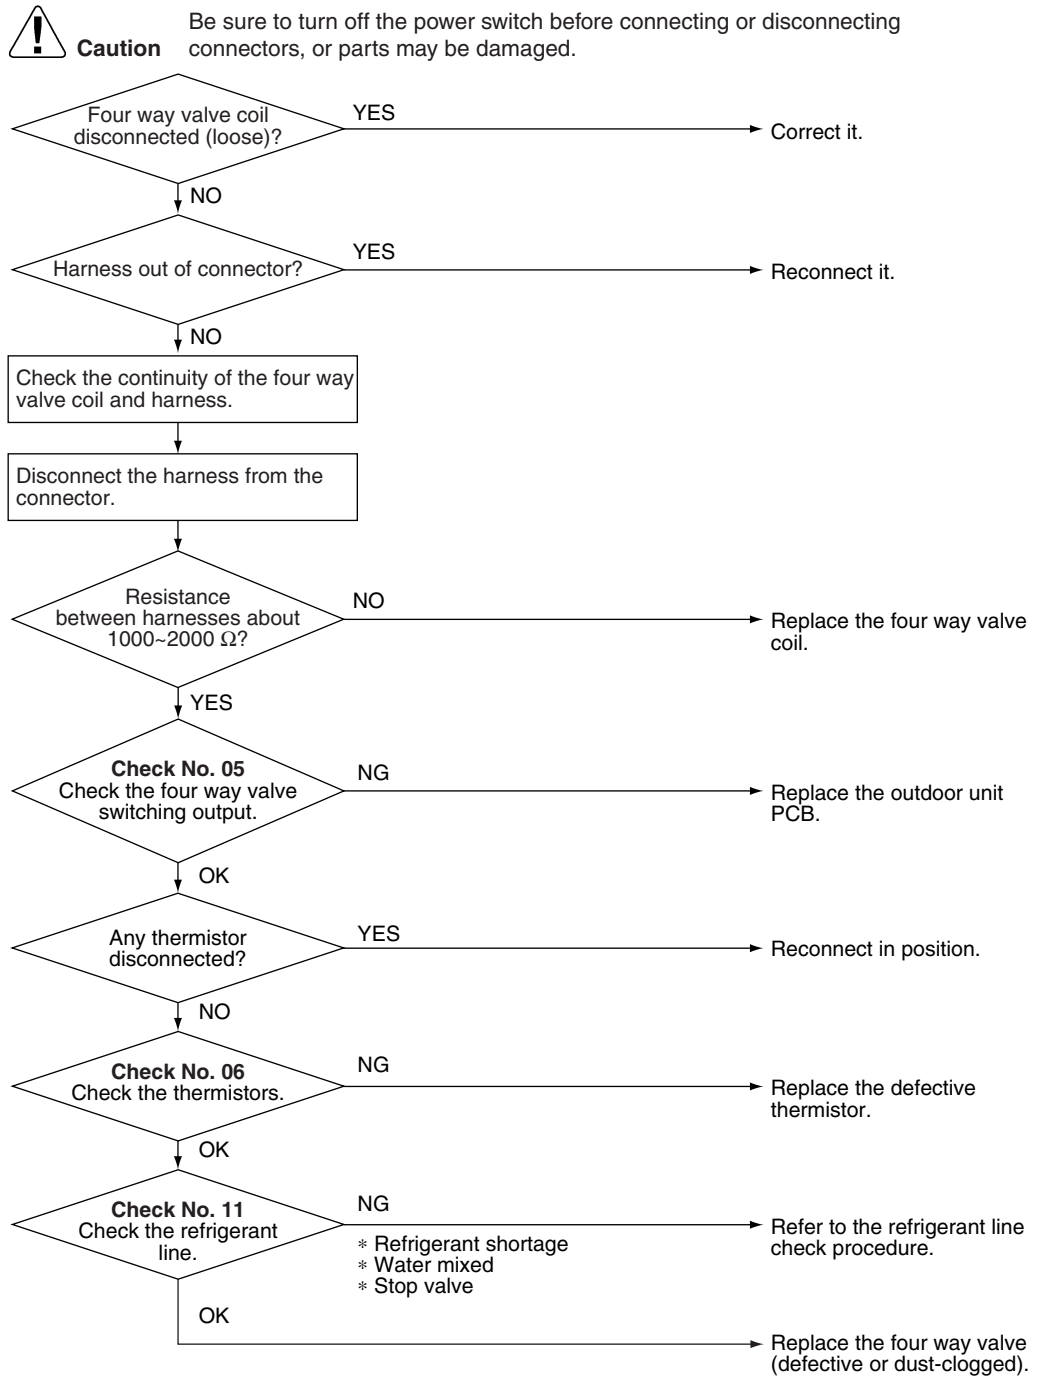 Be sure to turn off the power switch before connecting or disconnecting
Caution connectors, or parts may be damaged.
Four way valve coil
disconnected (loose)?
YES
Correct it.
NO
Harness out of connector?
YES
Reconnect it.
NO
Check the continuity of the four way
valve coil and harness.
Disconnect the harness from the
connector.
Resistance
between harnesses about
1000~2000 Ω?
NO
Replace the four way valve
coil.
YES
Check No. 05
Check the four way valve
switching output.
NG
Replace the outdoor unit
PCB.
OK
Any thermistor
disconnected?
YES
Reconnect in position.
NO
Check No. 06
Check the thermistors.
NG
Replace the defective
thermistor.
OK
Check No. 11
Check the refrigerant
line.
NG
∗ Refrigerant shortage
∗ Water mixed
∗ Stop valve
Refer to the refrigerant line
check procedure.
OK
Replace the four way valve
(defective or dust-clogged).